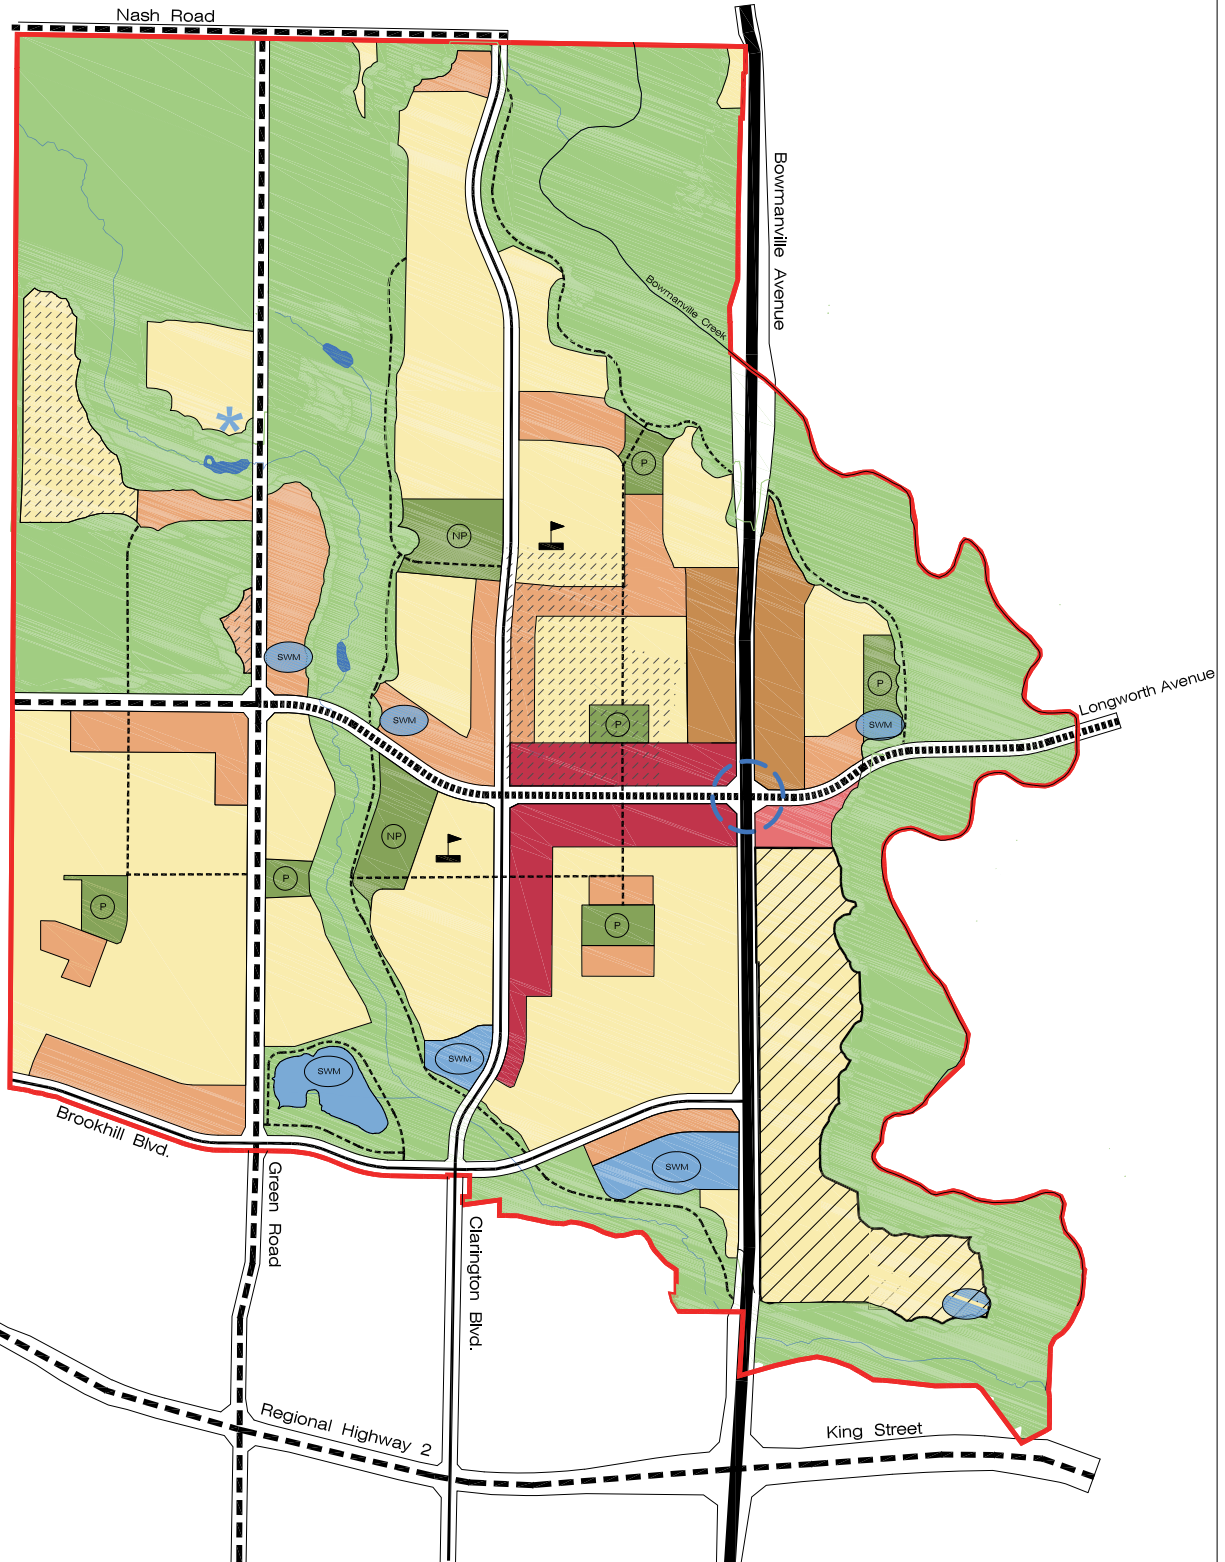 Nash Road
Bowmanville Avenue
Bowmanville Creek
P
NP
SWM
SWM
P
SWM
P
Longworth Avenue
NP
P
P
P
SWM
SWM
Brookhill Blvd.
SWM
Green Road
Clarington Blvd.
Regional Highway 2
King Street